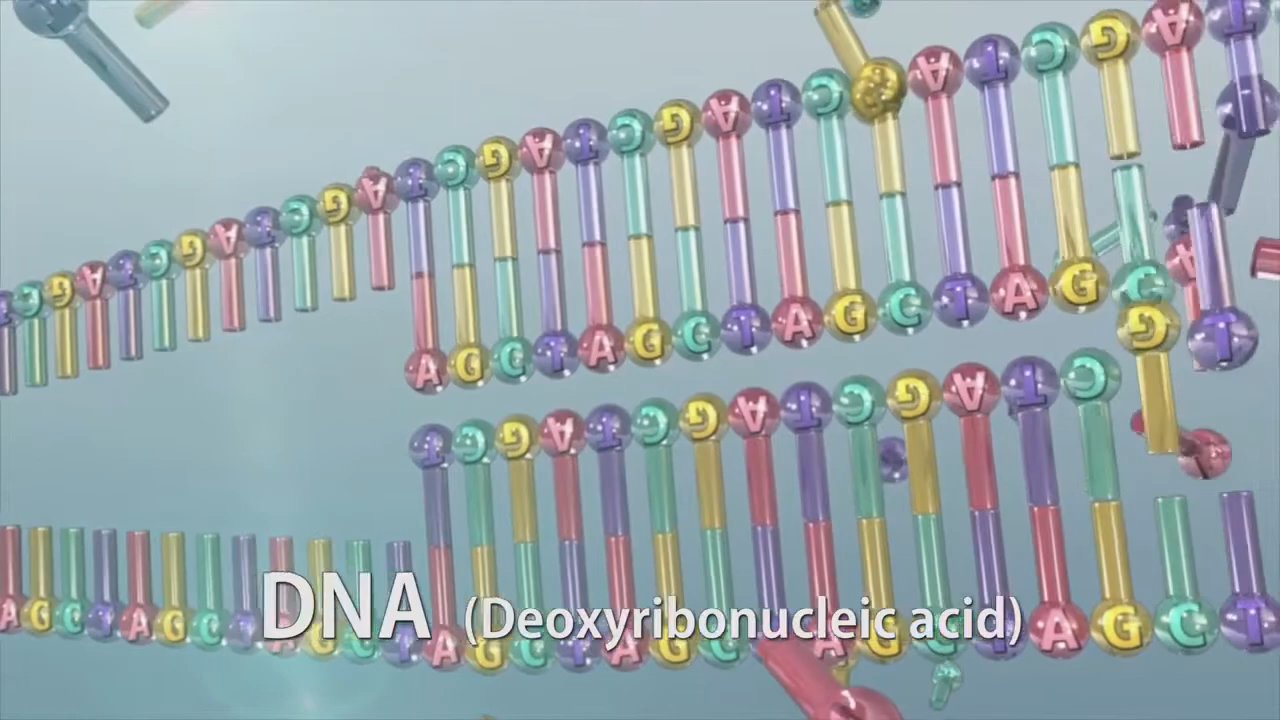 DNA (Deoxyribonucleic acid)
T C G A T C G A T C G A T C G A T C G A T C G A T C G A T C G A T
A G C T A G C T A G C T A G C T
T C G A T C G A T C G A T C
A G C T A G C T A G C T A G C T A G C T A G C T A G C T